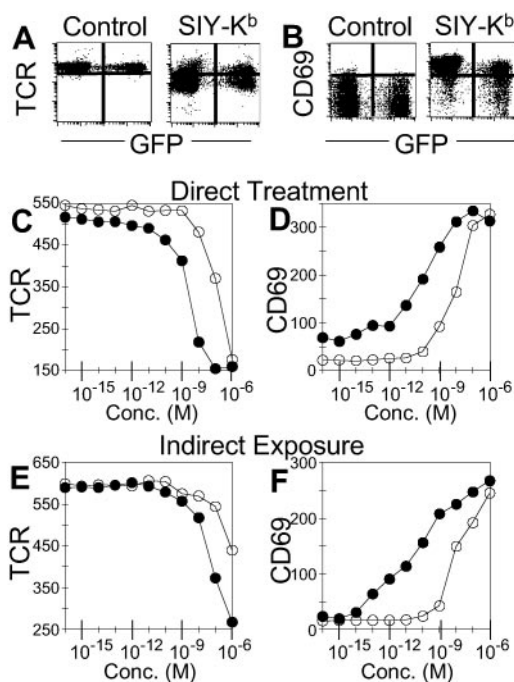 A Control SIY-Kᵇ
TCR
GFP
B Control SIY-Kᵇ
CD69
GFP
Direct Treatment
C
TCR
550
450
350
250
150
10⁻¹⁵ 10⁻¹² 10⁻⁹ 10⁻⁶
Conc. (M)
D
CD69
300
200
100
0
10⁻¹⁵ 10⁻¹² 10⁻⁹ 10⁻⁶
Conc. (M)
Indirect Exposure
E
TCR
650
550
450
350
250
10⁻¹⁵ 10⁻¹² 10⁻⁹ 10⁻⁶
Conc. (M)
F
CD69
300
200
100
0
10⁻¹⁵ 10⁻¹² 10⁻⁹ 10⁻⁶
Conc. (M)